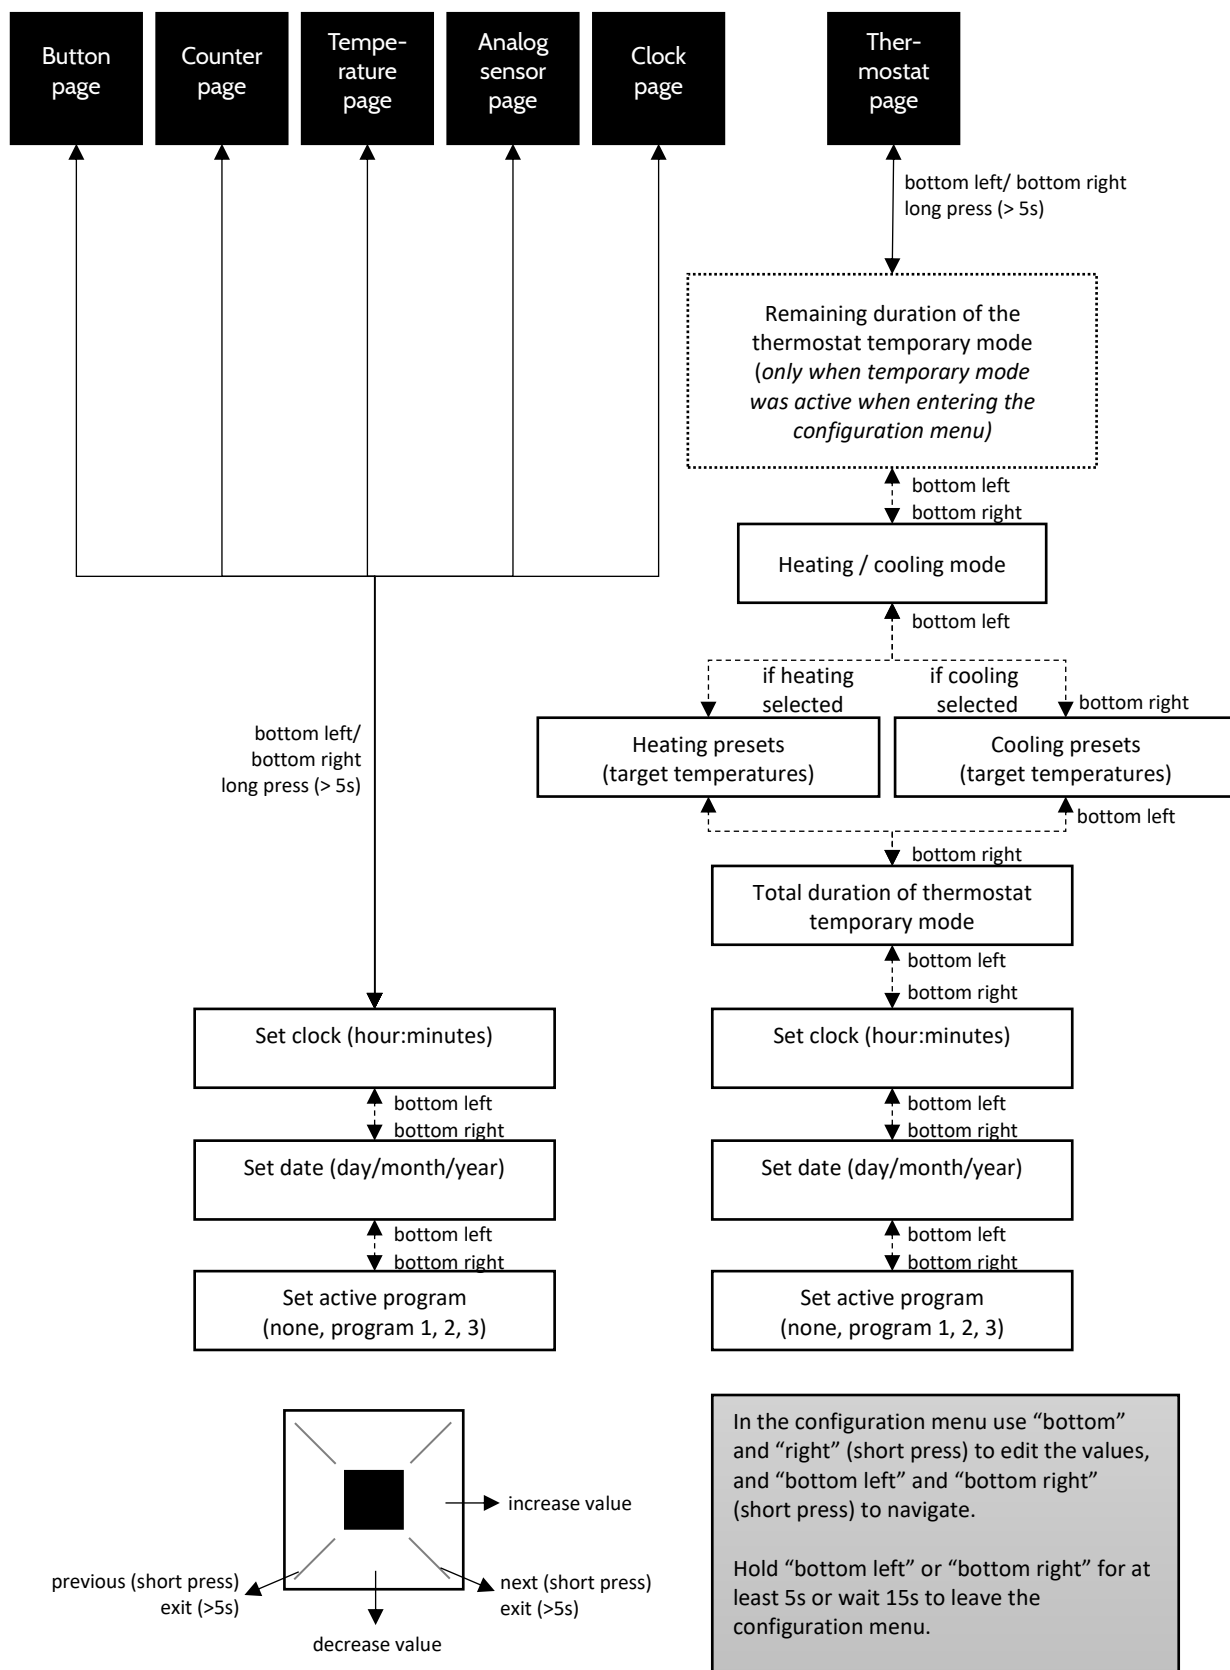 Button
page
Counter
page
Tempe-
rature
page
Analog
sensor
page
Clock
page
Ther-
mostat
page
bottom left/ bottom right
long press (> 5s)
Remaining duration of the
thermostat temporary mode
(only when temporary mode
was active when entering the
configuration menu)
bottom left
bottom right
Heating / cooling mode
bottom left
if heating
selected
if cooling
selected
bottom right
Heating presets
(target temperatures)
Cooling presets
(target temperatures)
bottom left
bottom right
Total duration of thermostat
temporary mode
bottom left
bottom right
bottom left/
bottom right
long press (> 5s)
Set clock (hour:minutes)
bottom left
bottom right
Set date (day/month/year)
bottom left
bottom right
Set active program
(none, program 1, 2, 3)
Set clock (hour:minutes)
bottom left
bottom right
Set date (day/month/year)
bottom left
bottom right
Set active program
(none, program 1, 2, 3)
increase value
previous (short press)
exit (>5s)
next (short press)
exit (>5s)
decrease value
In the configuration menu use “bottom”
and “right” (short press) to edit the values,
and “bottom left” and “bottom right”
(short press) to navigate.
Hold “bottom left” or “bottom right” for at
least 5s or wait 15s to leave the
configuration menu.